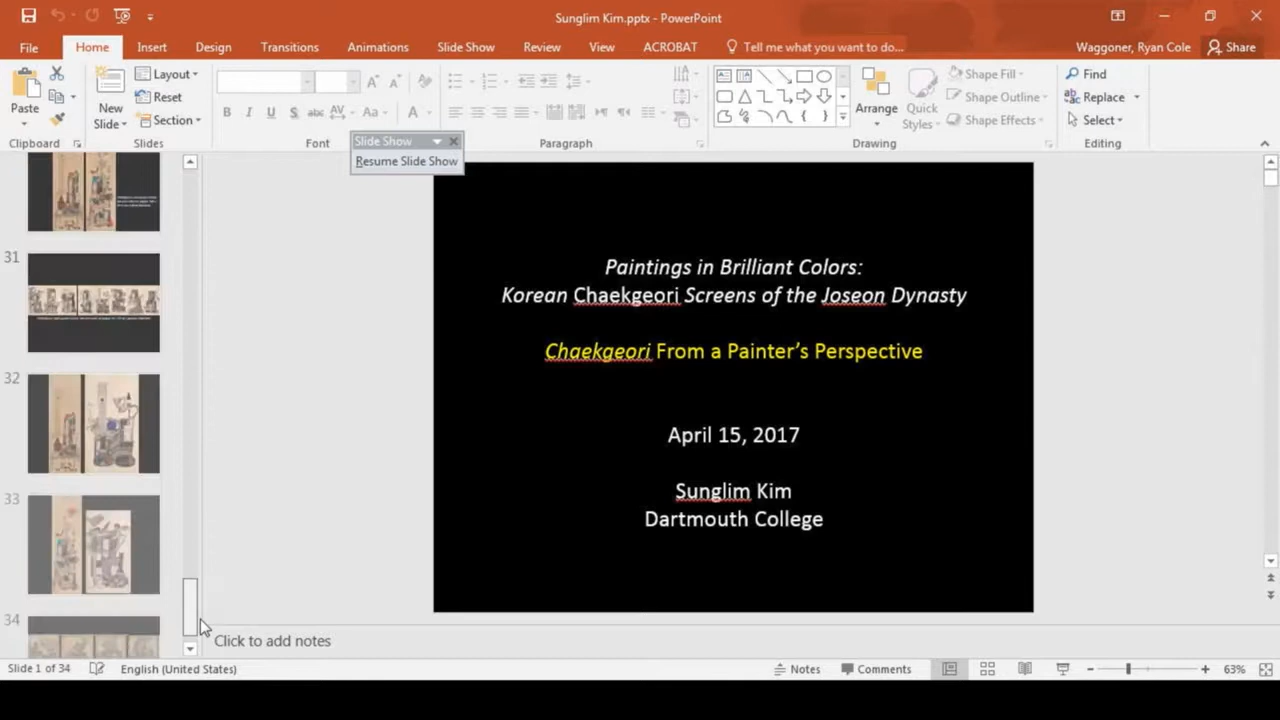 Sunglim Kim.pptx - PowerPoint
File Home Insert Design Transitions Animations Slide Show Review View ACROBAT Tell me what you want to do... Waggoner, Ryan Cole Share
Paste
New Slide
Layout
Reset
Section
B I U S abc AV Aa A
Arrange
Quick Styles
Shape Fill
Shape Outline
Shape Effects
Find
Replace
Select
Clipboard Slides Font Paragraph Drawing Editing
Slide Show
Resume Slide Show
31
32
33
34
Paintings in Brilliant Colors:
Korean Chaekgeori Screens of the Joseon Dynasty
Chaekgeori From a Painter's Perspective
April 15, 2017
Sunglim Kim
Dartmouth College
Click to add notes
Slide 1 of 34 English (United States) Notes Comments 63%